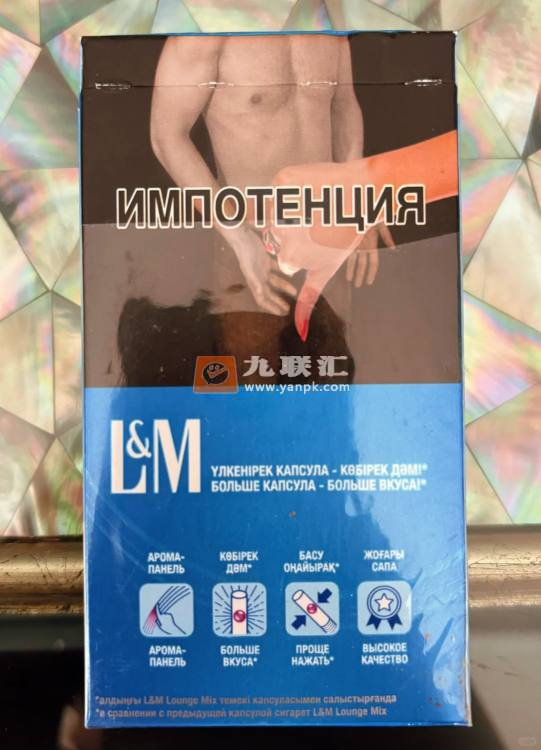 ИМПОТЕНЦИЯ
九联汇
www.yanpk.com
L&M
ҮЛКЕНІРЕК КАПСУЛА - КӨБІРЕК ДӘМ!*
БОЛЬШЕ КАПСУЛА - БОЛЬШЕ ВКУСА!*
АРОМА-
ПАНЕЛЬ
КӨБІРЕК
ДӘМ*
БАСУ
ОҢАЙЫРАҚ*
ЖОҒАРЫ
САПА
АРОМА-
ПАНЕЛЬ
БОЛЬШЕ
ВКУСА*
ПРОЩЕ
НАЖАТЬ*
ВЫСОКОЕ
КАЧЕСТВО
*алдыңғы L&M Lounge Mix темекі капсуласымен салыстырғанда
*в сравнении с предыдущей капсулой сигарет L&M Lounge Mix